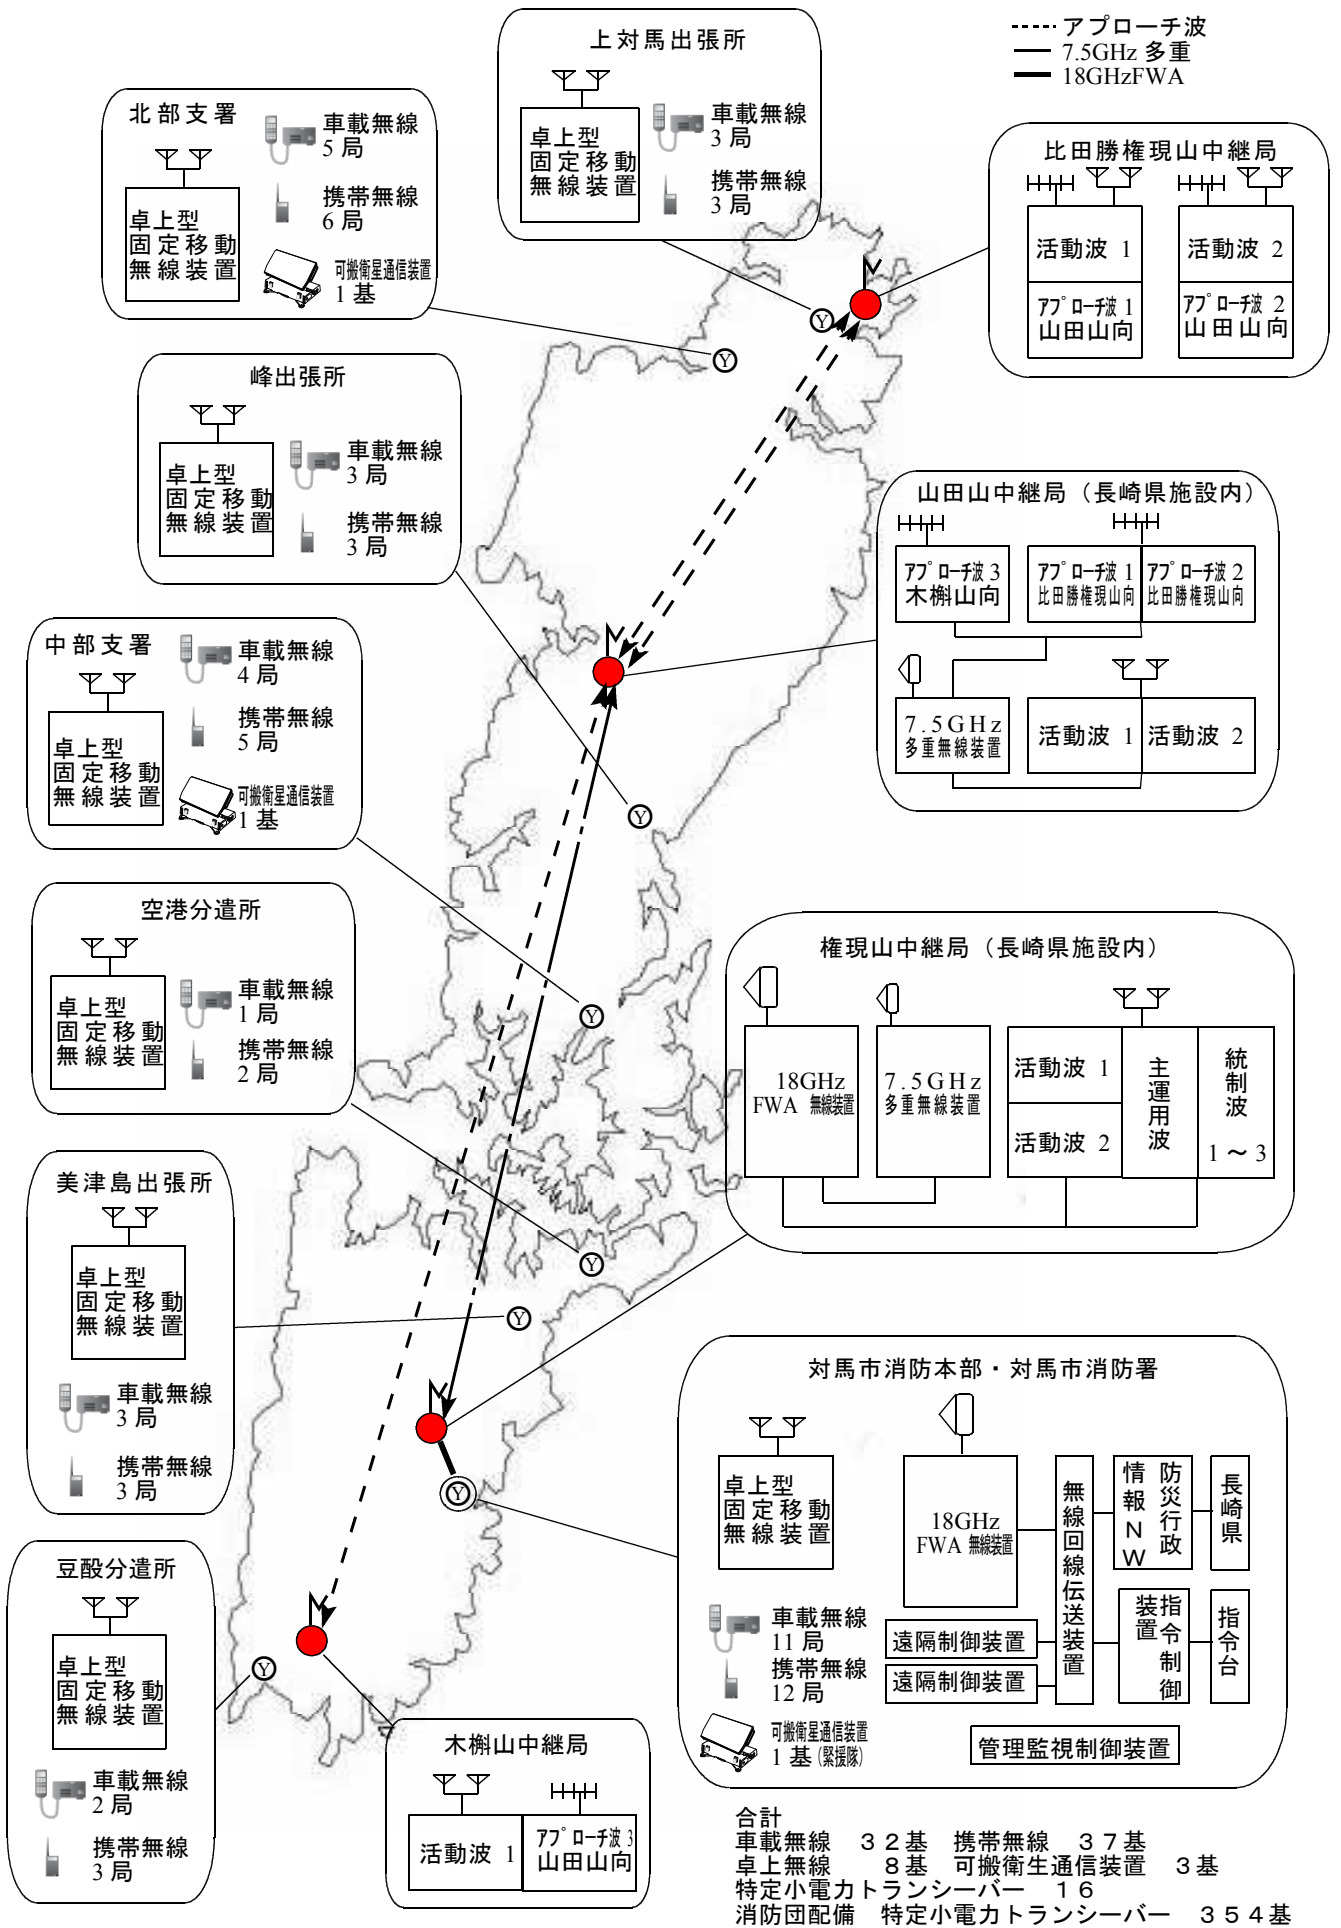 アプローチ波
7.5GHz 多重
18GHzFWA
上対馬出張所
卓上型
固定移動
無線装置
車載無線
3 局
携帯無線
3 局
北部支署
卓上型
固定移動
無線装置
車載無線
5 局
携帯無線
6 局
可搬衛星通信装置
1 基
比田勝権現山中継局
活動波 1
アプローチ波 1
山田山向
活動波 2
アプローチ波 2
山田山向
峰出張所
卓上型
固定移動
無線装置
車載無線
3 局
携帯無線
3 局
山田山中継局（長崎県施設内）
アプローチ波 3
木槲山向
アプローチ波 1
比田勝権現山向
アプローチ波 2
比田勝権現山向
7.5GHz
多重無線装置
活動波 1
活動波 2
中部支署
卓上型
固定移動
無線装置
車載無線
4 局
携帯無線
5 局
可搬衛星通信装置
1 基
空港分遣所
卓上型
固定移動
無線装置
車載無線
1 局
携帯無線
2 局
権現山中継局（長崎県施設内）
18GHz
FWA 無線装置
7.5GHz
多重無線装置
活動波 1
活動波 2
主運用波
統制波
1～3
美津島出張所
卓上型
固定移動
無線装置
車載無線
3 局
携帯無線
3 局
対馬市消防本部・対馬市消防署
卓上型
固定移動
無線装置
18GHz
FWA 無線装置
無線回線伝送装置
防災行政
情報NW
長崎県
指令制御
装置
指令台
遠隔制御装置
遠隔制御装置
車載無線
11 局
携帯無線
12 局
可搬衛星通信装置
1 基（緊援隊）
管理監視制御装置
豆酘分遣所
卓上型
固定移動
無線装置
車載無線
2 局
携帯無線
3 局
木槲山中継局
活動波 1
アプローチ波 3
山田山向
Y
Y
Y
Y
Y
Y
Y
Y
合計
車載無線　３２基　携帯無線　３７基
卓上無線　　８基　可搬衛生通信装置　３基
特定小電力トランシーバー　１６
消防団配備　特定小電力トランシーバー　３５４基